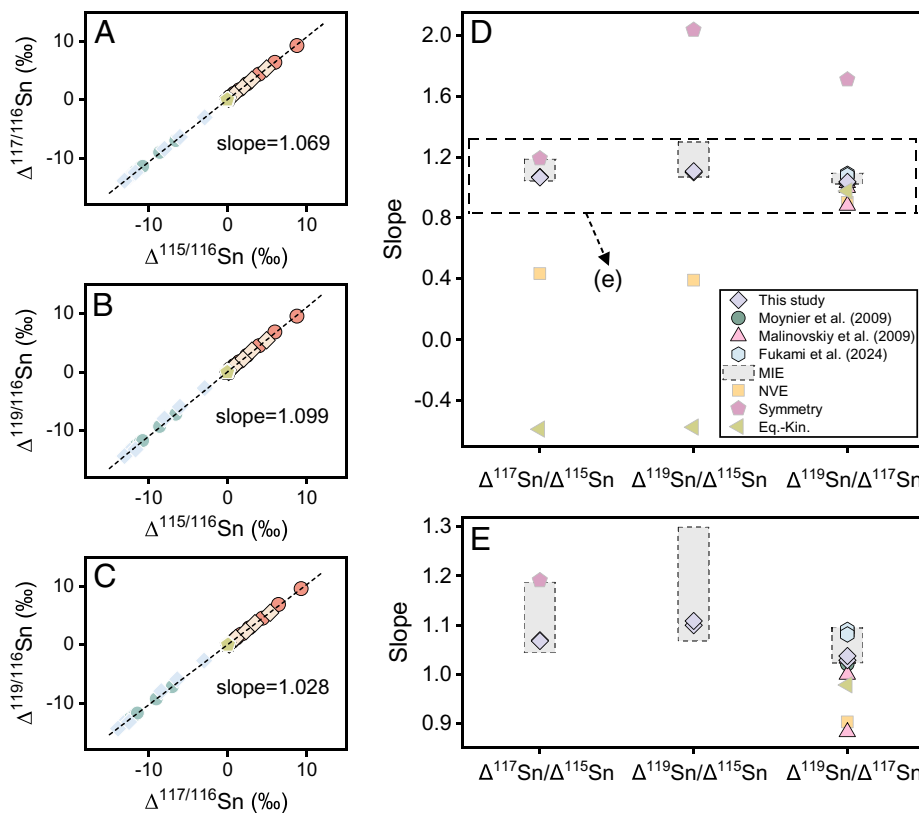 A
Δ117/116Sn (‰)
10
0
-10
slope=1.069
-10
0
10
Δ115/116Sn (‰)
B
Δ119/116Sn (‰)
10
0
-10
slope=1.099
-10
0
10
Δ115/116Sn (‰)
C
Δ119/116Sn (‰)
10
0
-10
slope=1.028
-10
0
10
Δ117/116Sn (‰)
D
Slope
2.0
1.6
1.2
0.8
0.4
0.0
-0.4
(e)
This study
Moynier et al. (2009)
Malinovskiy et al. (2009)
Fukami et al. (2024)
MIE
NVE
Symmetry
Eq.-Kin.
Δ117Sn/Δ115Sn
Δ119Sn/Δ115Sn
Δ119Sn/Δ117Sn
E
Slope
1.3
1.2
1.1
1.0
0.9
Δ117Sn/Δ115Sn
Δ119Sn/Δ115Sn
Δ119Sn/Δ117Sn